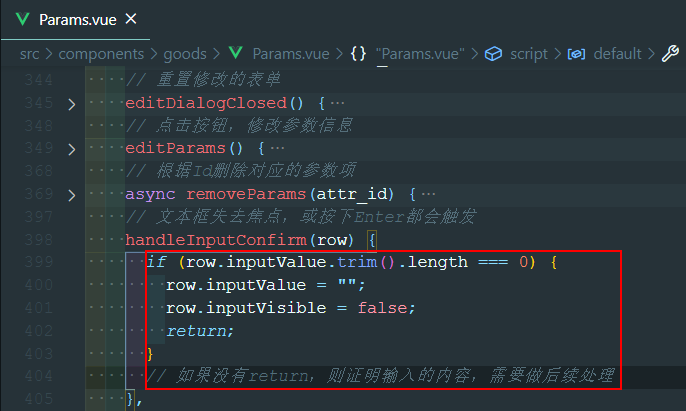 Params.vue ×
src > components > goods > Params.vue > {} "Params.vue" > script > default >
344 // 重置修改的表单
345 > editDialogClosed() {…
348 // 点击按钮，修改参数信息
349 > editParams() {…
368 // 根据Id删除对应的参数项
369 > async removeParams(attr_id) {…
397 // 文本框失去焦点，或按下Enter都会触发
398 handleInputConfirm(row) {
399 if (row.inputValue.trim().length === 0) {
400 row.inputValue = "";
401 row.inputVisible = false;
402 return;
403 }
404 // 如果没有return，则证明输入的内容，需要做后续处理
405 },